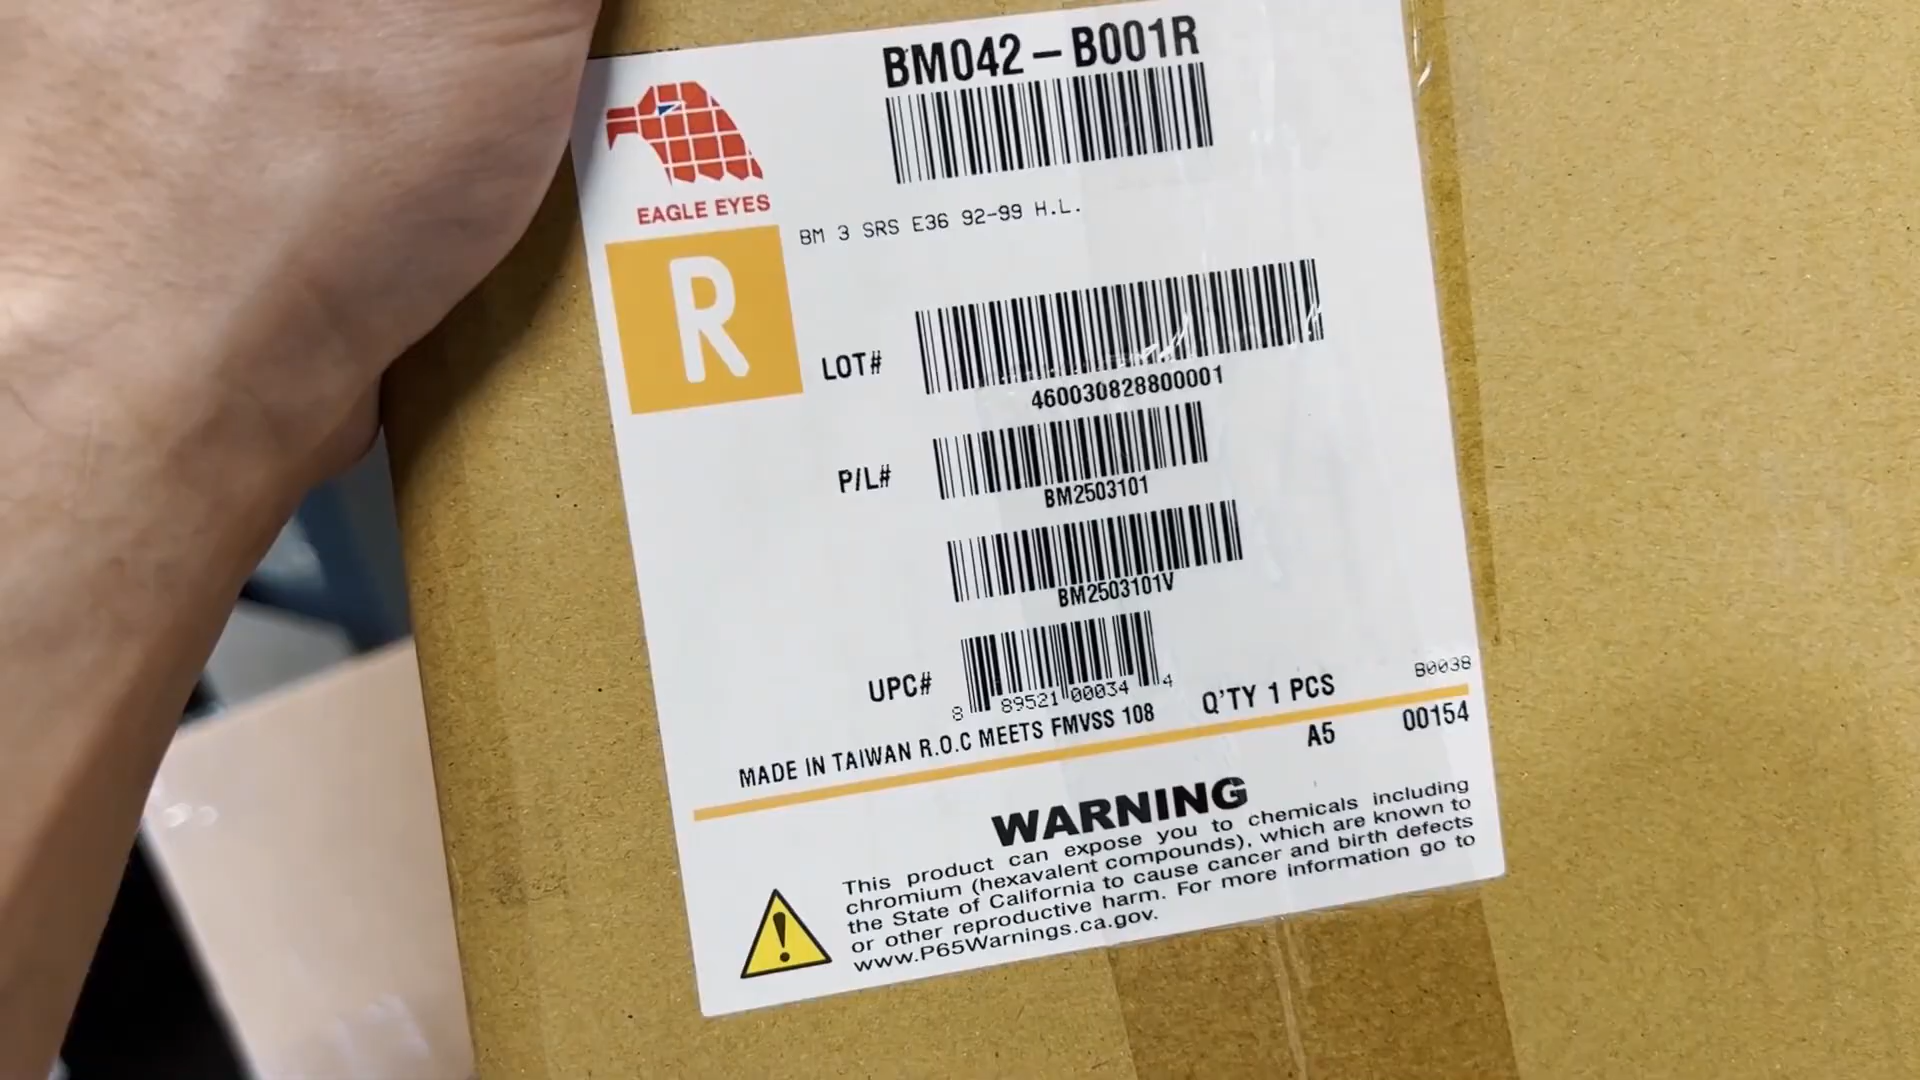 BM042-B001R
EAGLE EYES
BM 3 SRS E36 92-99 H.L.
R
LOT#
460030828800001
P/L#
BM2503101
BM2503101V
UPC#
8 89521 00034 4
Q'TY 1 PCS
B0038
MADE IN TAIWAN R.O.C MEETS FMVSS 108
A5
00154
WARNING
This product can expose you to chemicals including
chromium (hexavalent compounds), which are known to
the State of California to cause cancer and birth defects
or other reproductive harm. For more information go to
www.P65Warnings.ca.gov.